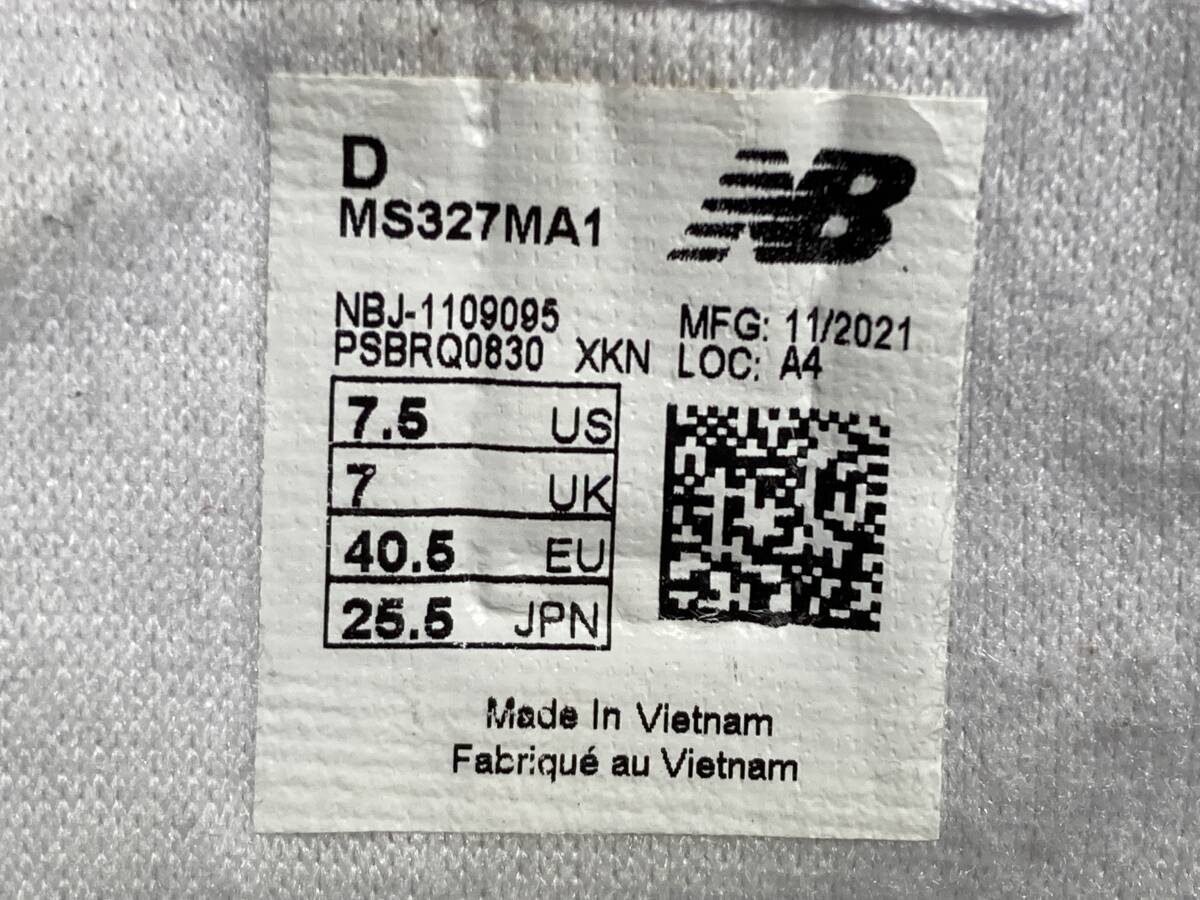 D
MS327MA1
NB
NBJ-1109095
PSBRQ0830 XKN
MFG: 11/2021
LOC: A4
7.5 US
7 UK
40.5 EU
25.5 JPN
Made In Vietnam
Fabriqué au Vietnam